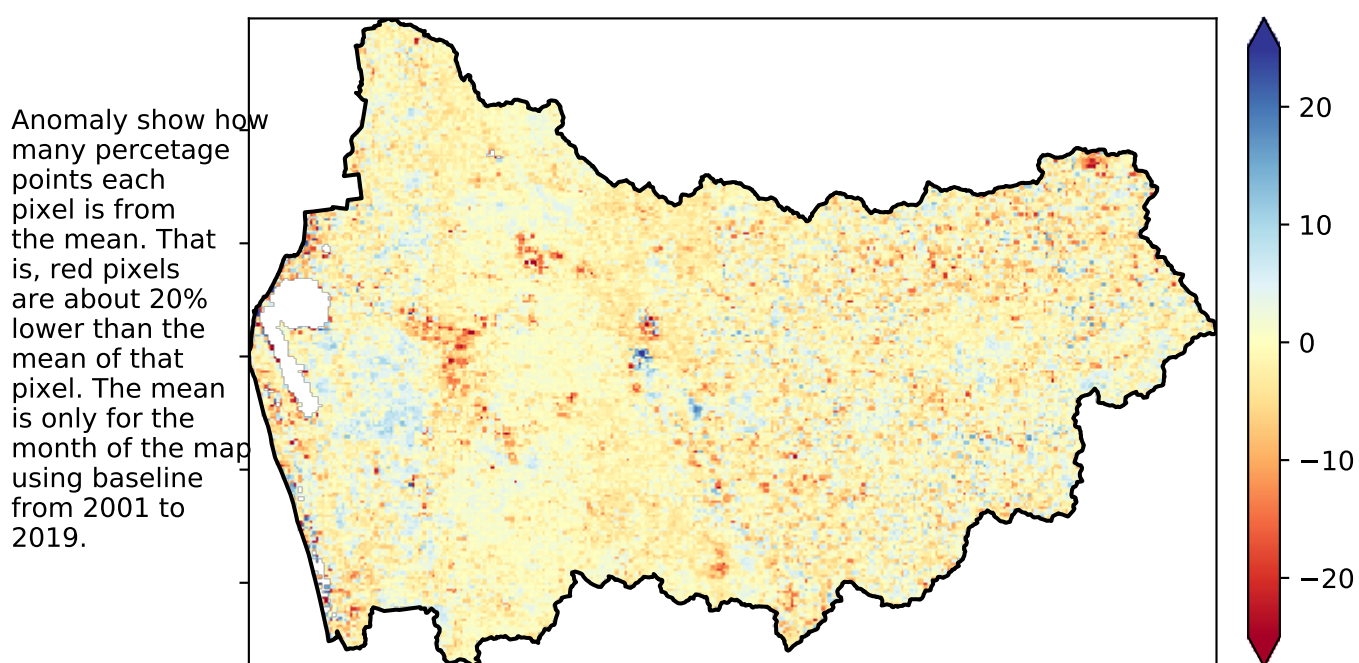 Anomaly show how
many percetage
points each
pixel is from
the mean. That
is, red pixels
are about 20%
lower than the
mean of that
pixel. The mean
is only for the
month of the map
using baseline
from 2001 to
2019.
20
10
0
−10
−20